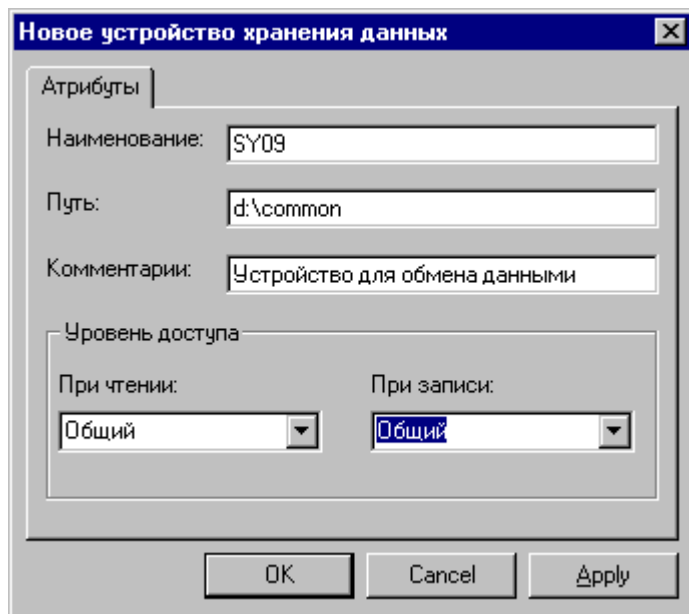 Новое устройство хранения данных
Атрибуты
Наименование: SY09
Путь: d:\common
Комментарии: Устройство для обмена данными
Уровень доступа
При чтении: При записи:
Общий Общий
OK Cancel Apply